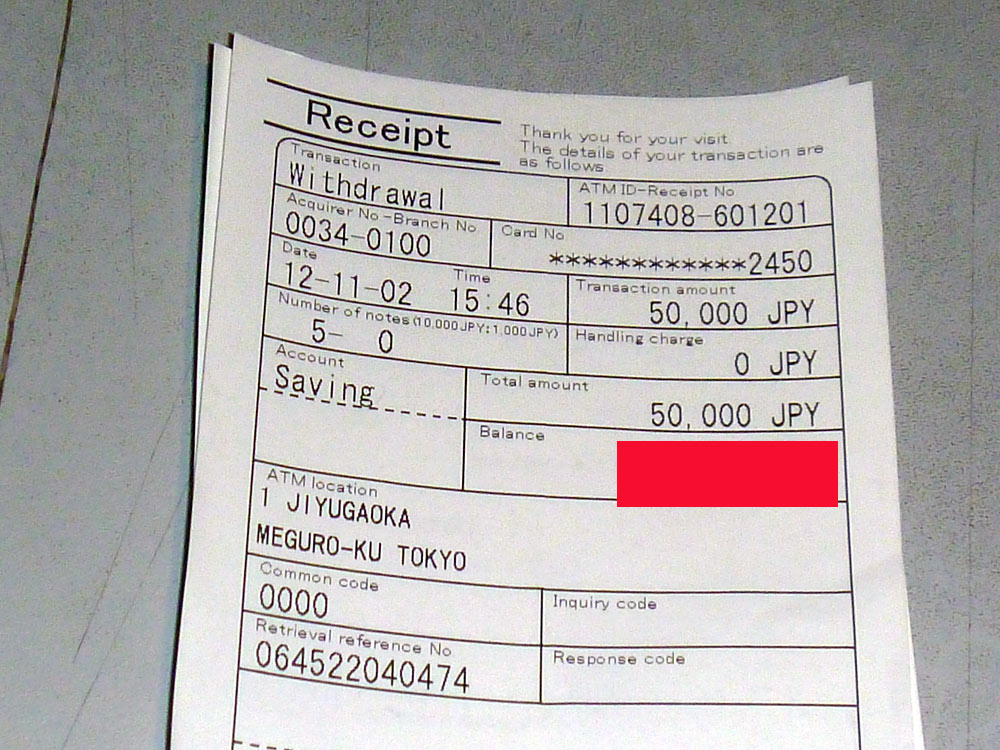 Receipt
Thank you for your visit.
The details of your transaction are
as follows
Transaction
Withdrawal
ATM ID-Receipt No
1107408-601201
Acquirer No-Branch No.
0034-0100
Card No
************2450
Date
Time
12-11-02 15:46
Transaction amount
50,000 JPY
Number of notes(10,000JPY:1,000JPY)
5- 0
Handling charge
0 JPY
Account
Saving
Total amount
50,000 JPY
Balance
ATM location
1 JIYUGAOKA
MEGURO-KU TOKYO
Common code
0000
Inquiry code
Retrieval reference No
064522040474
Response code